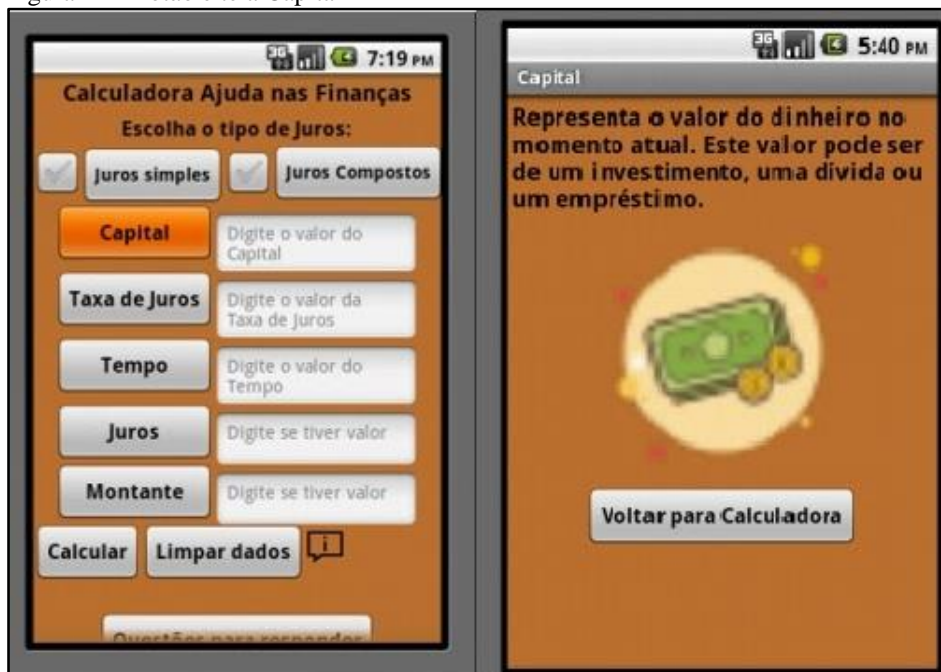 7:19 PM
Calculadora Ajuda nas Finanças
Escolha o tipo de Juros:
Juros simples
Juros Compostos
Capital
Digite o valor do
Capital
Taxa de Juros
Digite o valor da
Taxa de Juros
Tempo
Digite o valor do
Tempo
Juros
Digite se tiver valor
Montante
Digite se tiver valor
Calcular
Limpar dados
Questões para responder
3G 5:40 PM
Capital
Representa o valor do dinheiro no
momento atual. Este valor pode ser
de um investimento, uma dívida ou
um empréstimo.
Voltar para Calculadora